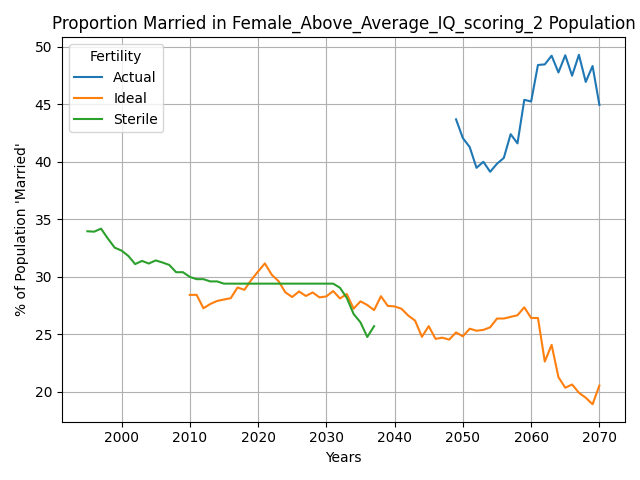 Proportion Married in Female_Above_Average_IQ_scoring_2 Population
% of Population 'Married'
50
45
40
35
30
25
20
Fertility
Actual
Ideal
Sterile
2000 2010 2020 2030 2040 2050 2060 2070
Years